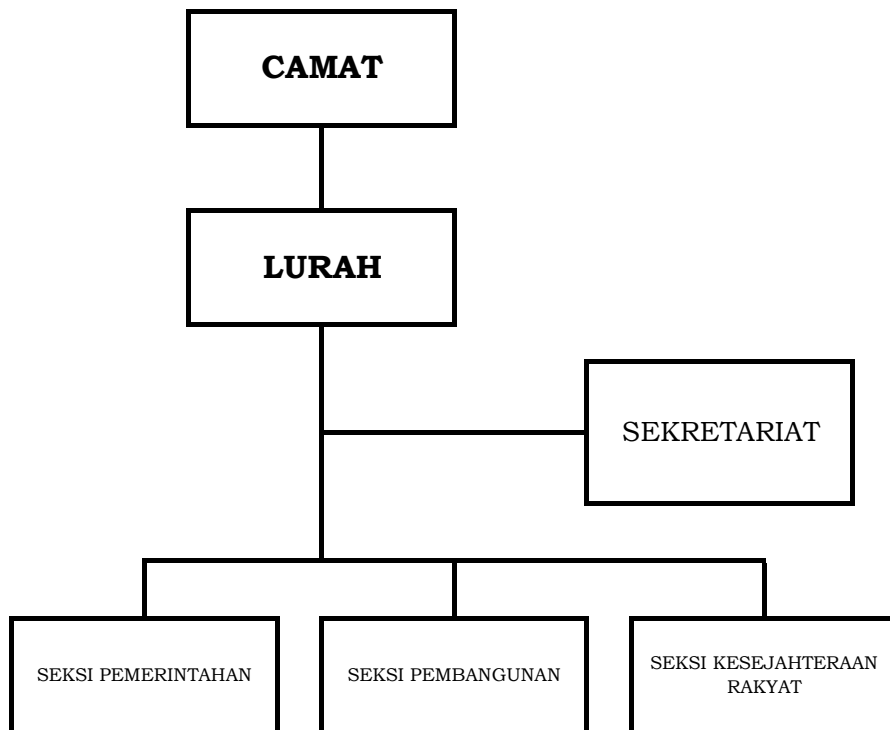 CAMAT
LURAH
SEKRETARIAT
SEKSI PEMERINTAHAN
SEKSI PEMBANGUNAN
SEKSI KESEJAHTERAAN
RAKYAT